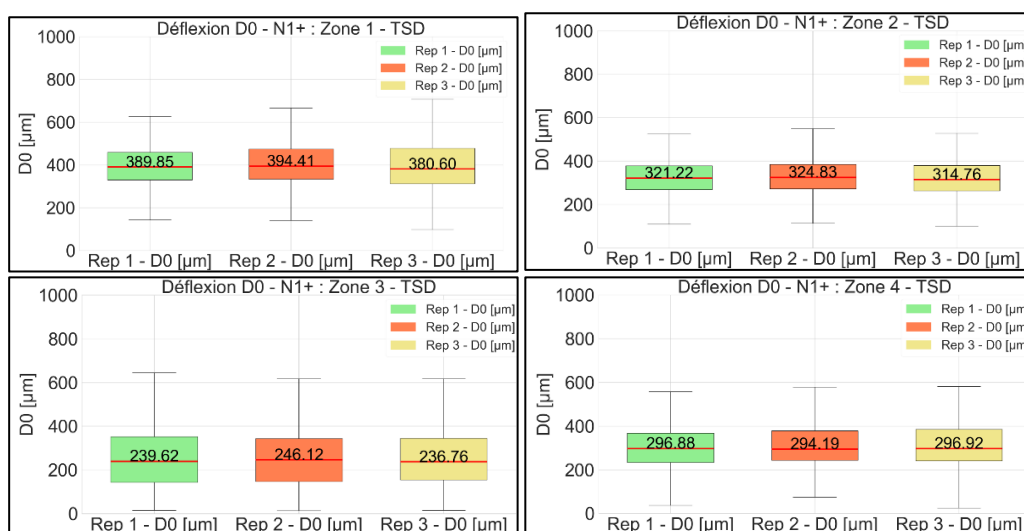 Déflexion D0 - N1+ : Zone 1 - TSD
1000
800
600
400
200
0
D0 [µm]
Rep 1 - D0 [µm]
Rep 2 - D0 [µm]
Rep 3 - D0 [µm]
389.85
394.41
380.60
Rep 1 - D0 [µm] Rep 2 - D0 [µm] Rep 3 - D0 [µm]
Déflexion D0 - N1+ : Zone 2 - TSD
1000
800
600
400
200
0
D0 [µm]
Rep 1 - D0 [µm]
Rep 2 - D0 [µm]
Rep 3 - D0 [µm]
321.22
324.83
314.76
Rep 1 - D0 [µm] Rep 2 - D0 [µm] Rep 3 - D0 [µm]
Déflexion D0 - N1+ : Zone 3 - TSD
1000
800
600
400
200
0
D0 [µm]
Rep 1 - D0 [µm]
Rep 2 - D0 [µm]
Rep 3 - D0 [µm]
239.62
246.12
236.76
Rep 1 - D0 [µm] Rep 2 - D0 [µm] Rep 3 - D0 [µm]
Déflexion D0 - N1+ : Zone 4 - TSD
1000
800
600
400
200
0
D0 [µm]
Rep 1 - D0 [µm]
Rep 2 - D0 [µm]
Rep 3 - D0 [µm]
296.88
294.19
296.92
Rep 1 - D0 [µm] Rep 2 - D0 [µm] Rep 3 - D0 [µm]